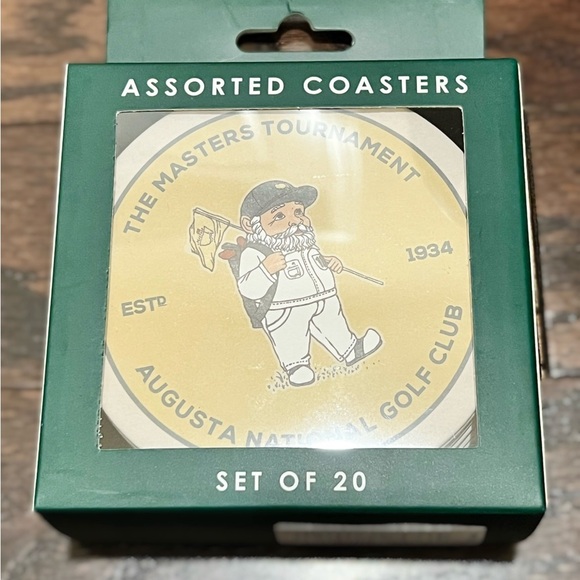 ASSORTED COASTERS
THE MASTERS TOURNAMENT
ESTD 1934
AUGUSTA NATIONAL GOLF CLUB
SET OF 20